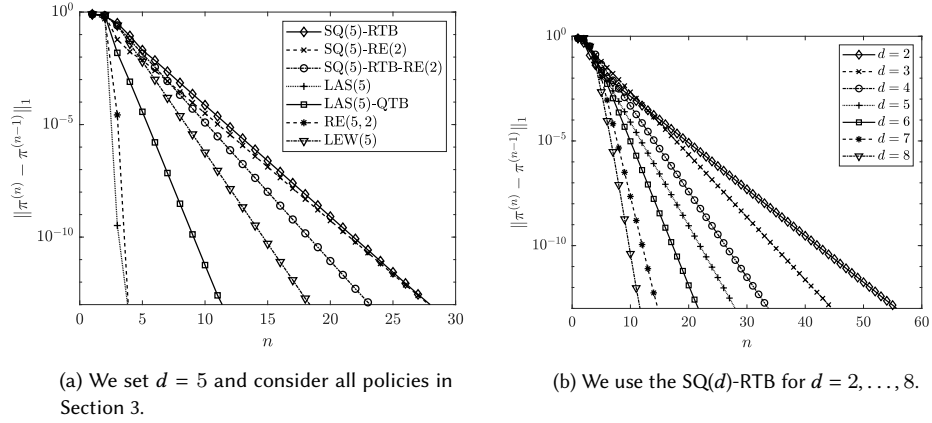 10^0
10^{-5}
10^{-10}
||π^(n) − π^(n−1)||_1
0 5 10 15 20 25 30
n
SQ(5)-RTB
SQ(5)-RE(2)
SQ(5)-RTB-RE(2)
LAS(5)
LAS(5)-QTB
RE(5, 2)
LEW(5)
(a) We set d = 5 and consider all policies in
Section 3.
10^0
10^{-5}
10^{-10}
||π^(n) − π^(n−1)||_1
0 10 20 30 40 50 60
n
d = 2
d = 3
d = 4
d = 5
d = 6
d = 7
d = 8
(b) We use the SQ(d)-RTB for d = 2, . . . , 8.